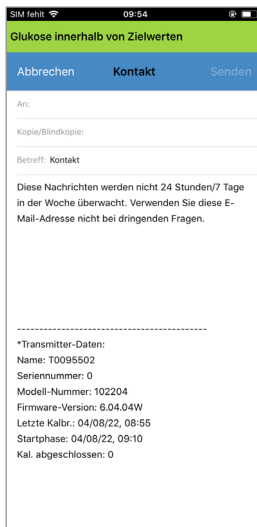 SIM fehlt 09:54
Glukose innerhalb von Zielwerten
Abbrechen Kontakt Senden
An:
Kopie/Blindkopie:
Betreff: Kontakt
Diese Nachrichten werden nicht 24 Stunden/7 Tage
in der Woche überwacht. Verwenden Sie diese E-
Mail-Adresse nicht bei dringenden Fragen.
-------------------------------------------
*Transmitter-Daten:
Name: T0095502
Seriennummer: 0
Modell-Nummer: 102204
Firmware-Version: 6.04.04W
Letzte Kalbr.: 04/08/22, 08:55
Startphase: 04/08/22, 09:10
Kal. abgeschlossen: 0